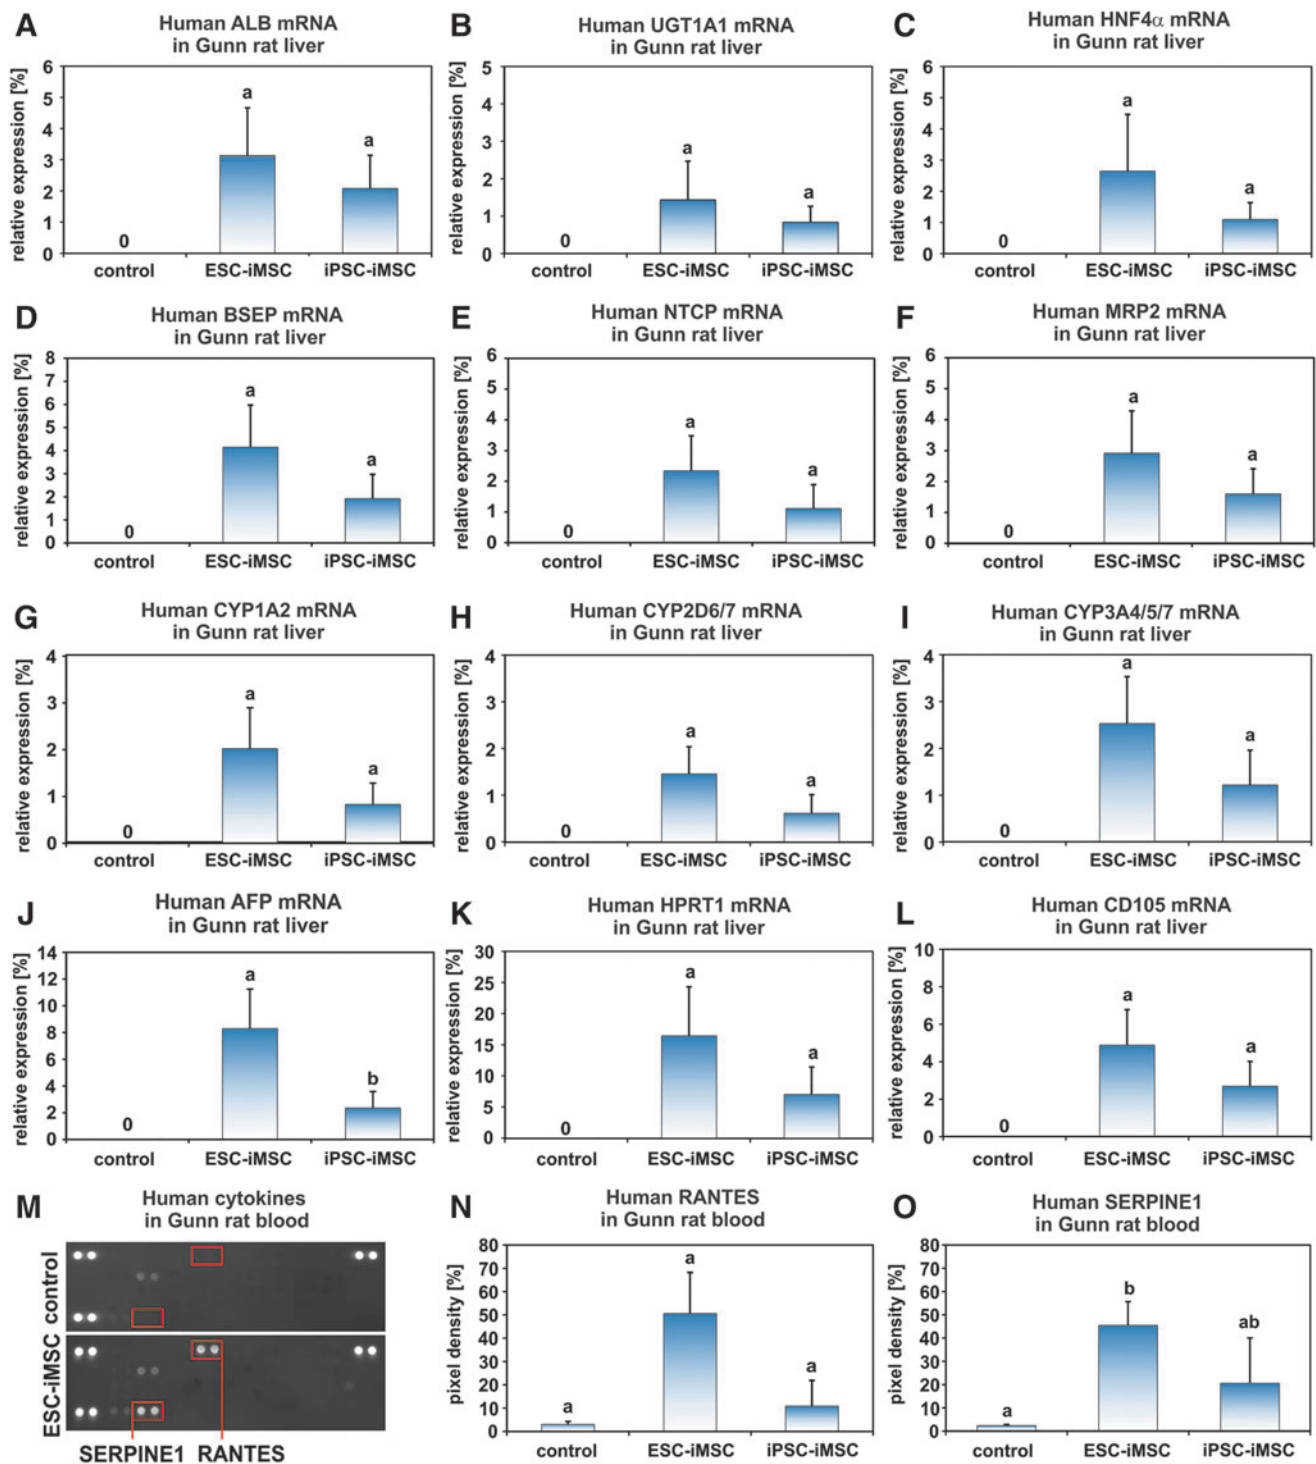 A
Human ALB mRNA
in Gunn rat liver
relative expression [%]
6
5
4
3
2
1
0
0
a
a
control
ESC-iMSC
iPSC-iMSC
B
Human UGT1A1 mRNA
in Gunn rat liver
relative expression [%]
5
4
3
2
1
0
0
a
a
control
ESC-iMSC
iPSC-iMSC
C
Human HNF4α mRNA
in Gunn rat liver
relative expression [%]
6
5
4
3
2
1
0
0
a
a
control
ESC-iMSC
iPSC-iMSC
D
Human BSEP mRNA
in Gunn rat liver
relative expression [%]
8
7
6
5
4
3
2
1
0
0
a
a
control
ESC-iMSC
iPSC-iMSC
E
Human NTCP mRNA
in Gunn rat liver
relative expression [%]
6
5
4
3
2
1
0
0
a
a
control
ESC-iMSC
iPSC-iMSC
F
Human MRP2 mRNA
in Gunn rat liver
relative expression [%]
6
5
4
3
2
1
0
0
a
a
control
ESC-iMSC
iPSC-iMSC
G
Human CYP1A2 mRNA
in Gunn rat liver
relative expression [%]
4
3
2
1
0
0
a
a
control
ESC-iMSC
iPSC-iMSC
H
Human CYP2D6/7 mRNA
in Gunn rat liver
relative expression [%]
4
3
2
1
0
0
a
a
control
ESC-iMSC
iPSC-iMSC
I
Human CYP3A4/5/7 mRNA
in Gunn rat liver
relative expression [%]
4
3
2
1
0
0
a
a
control
ESC-iMSC
iPSC-iMSC
J
Human AFP mRNA
in Gunn rat liver
relative expression [%]
14
12
10
8
6
4
2
0
0
a
b
control
ESC-iMSC
iPSC-iMSC
K
Human HPRT1 mRNA
in Gunn rat liver
relative expression [%]
30
25
20
15
10
5
0
0
a
a
control
ESC-iMSC
iPSC-iMSC
L
Human CD105 mRNA
in Gunn rat liver
relative expression [%]
10
8
6
4
2
0
0
a
a
control
ESC-iMSC
iPSC-iMSC
M
Human cytokines
in Gunn rat blood
control
ESC-iMSC
SERPINE1 RANTES
N
Human RANTES
in Gunn rat blood
pixel density [%]
80
70
60
50
40
30
20
10
0
a
a
a
control
ESC-iMSC
iPSC-iMSC
O
Human SERPINE1
in Gunn rat blood
pixel density [%]
80
70
60
50
40
30
20
10
0
a
b
ab
control
ESC-iMSC
iPSC-iMSC